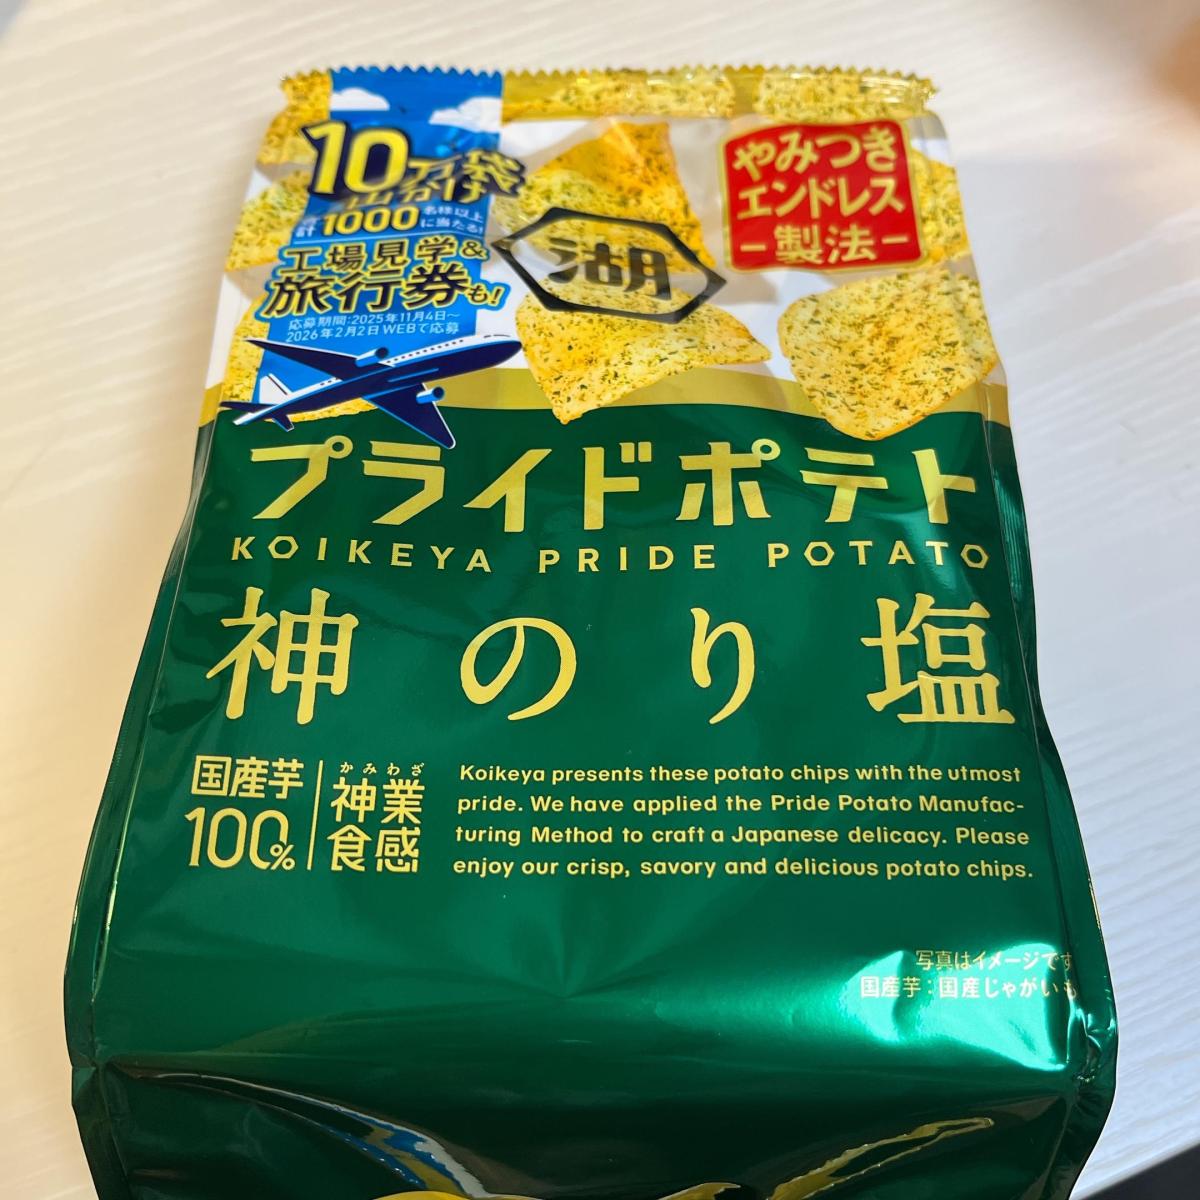 10万袋
山分け
合計1000名様以上に当たる!
工場見学&
旅行券も!
応募期間:2025年11月4日~
2026年2月2日 WEBで応募
湖
やみつき
エンドレス
-製法-
プライドポテト
KOIKEYA PRIDE POTATO
神のり塩
国産芋
100%
かみわざ
神業
食感
Koikeya presents these potato chips with the utmost
pride. We have applied the Pride Potato Manufac-
turing Method to craft a Japanese delicacy. Please
enjoy our crisp, savory and delicious potato chips.
写真はイメージです
国産芋:国産じゃがいも